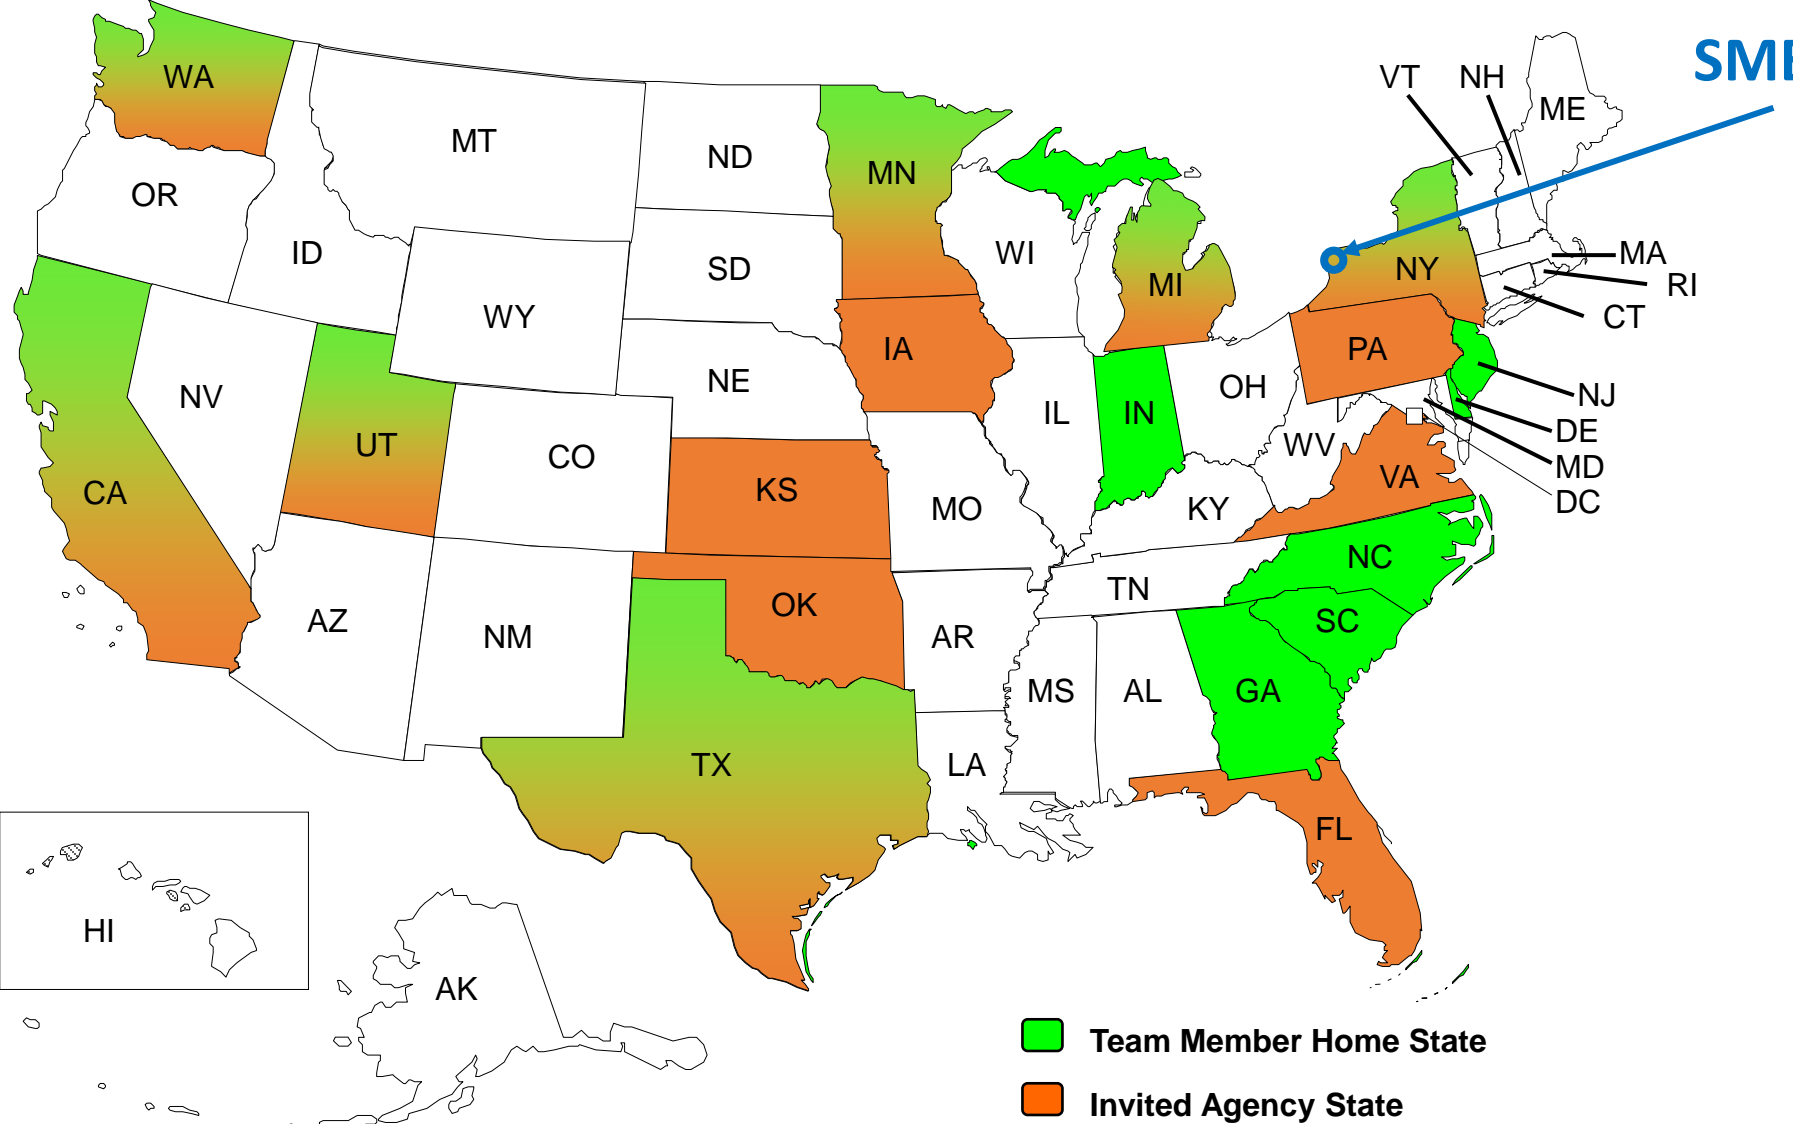 SME
VT
NH
WA
ME
MT
ND
MN
OR
ID
WI
MA
SD
NY
MI
RI
WY
CT
IA
PA
NE
OH
NV
NJ
IL
IN
DE
UT
WV
CO
MD
VA
CA
KS
DC
MO
KY
NC
TN
OK
AZ
SC
NM
AR
MS
AL
GA
TX
LA
FL
HI
AK
Team Member Home State
Invited Agency State